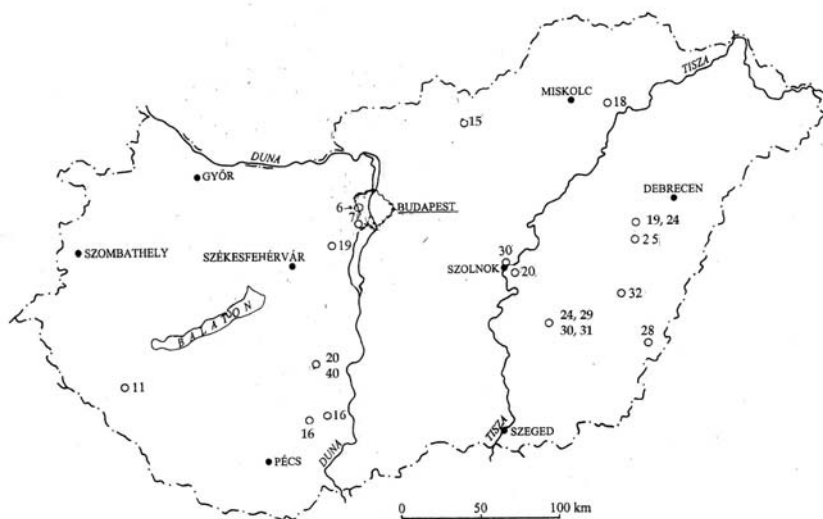 TISZA
MISKOLC
18
15
DUNA
GYŐR
DEBRECEN
6
BUDAPEST
7
19, 24
2 5
19
SZOMBATHELY
SZÉKESFEHÉRVÁR
30
SZOLNOK
20
32
BALATON
24, 29
30, 31
28
20
40
11
16
16
TISZA
SZEGED
PÉCS
DUNA
0 50 100 km